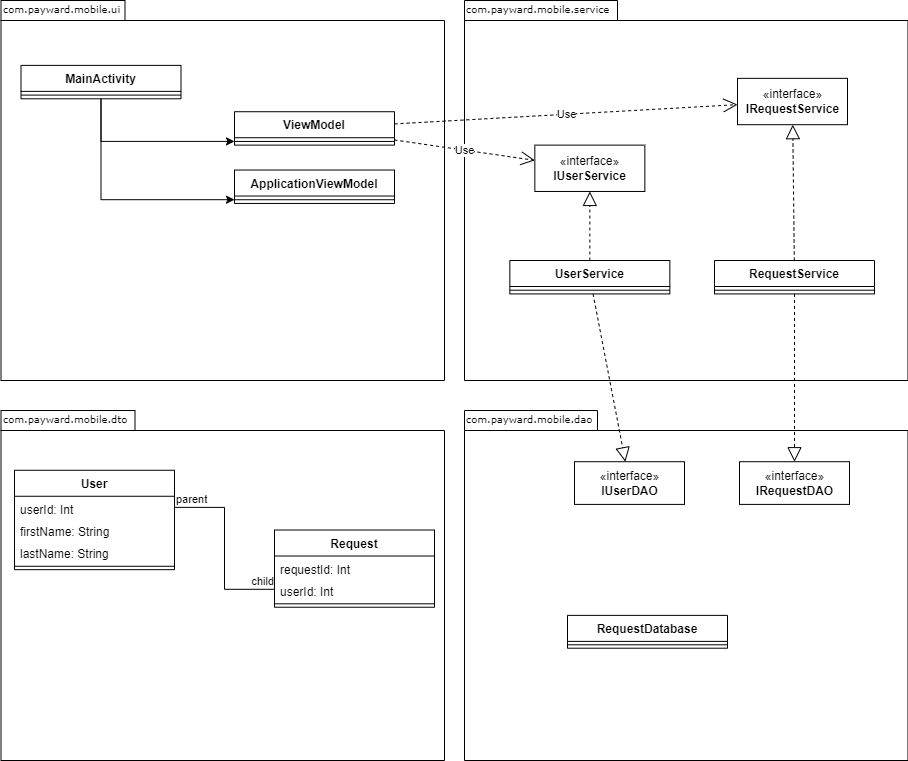 com.payward.mobile.ui
MainActivity
ViewModel
ApplicationViewModel
Use
Use
com.payward.mobile.service
«interface»
IRequestService
«interface»
IUserService
UserService
RequestService
com.payward.mobile.dto
User
userId: Int
firstName: String
lastName: String
parent
child
Request
requestId: Int
userId: Int
com.payward.mobile.dao
«interface»
IUserDAO
«interface»
IRequestDAO
RequestDatabase